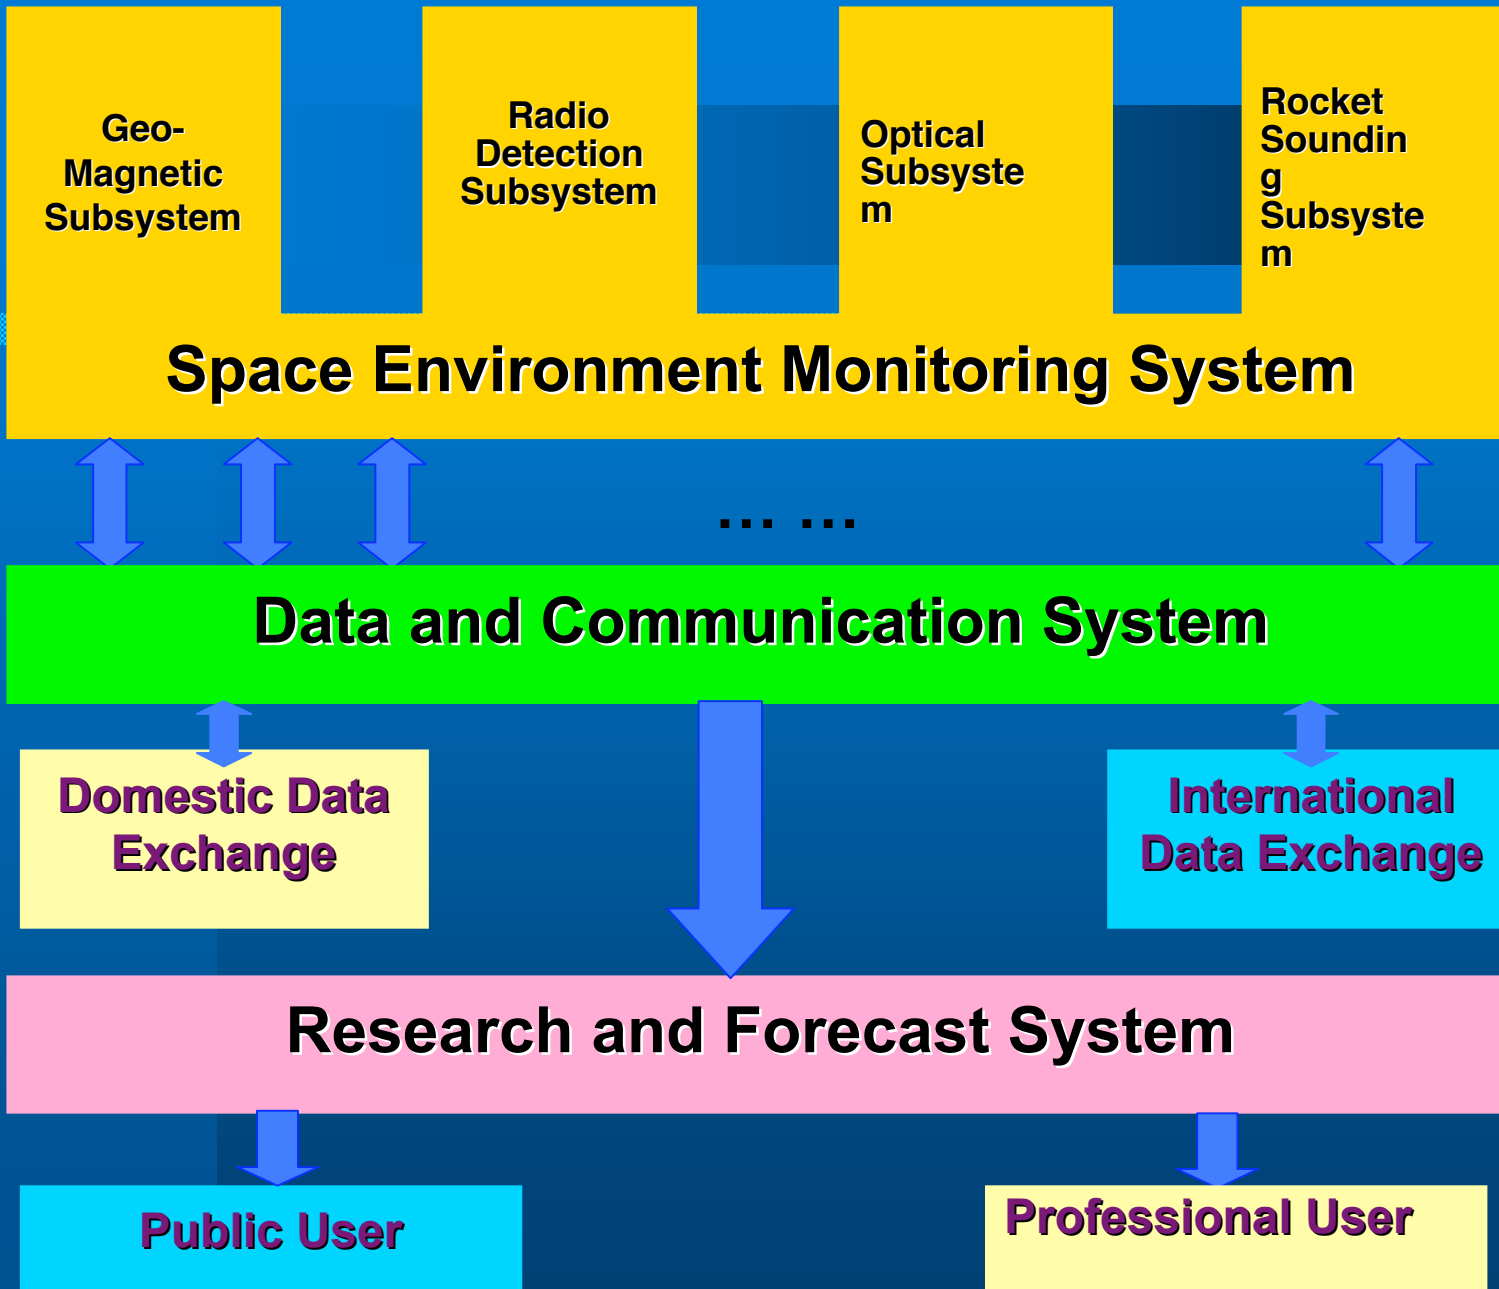 Geo-
Magnetic
Subsystem
Radio
Detection
Subsystem
Optical
Subsyste
m
Rocket
Soundin
g
Subsyste
m
Space Environment Monitoring System
… …
Data and Communication System
Domestic Data
Exchange
International
Data Exchange
Research and Forecast System
Public User
Professional User